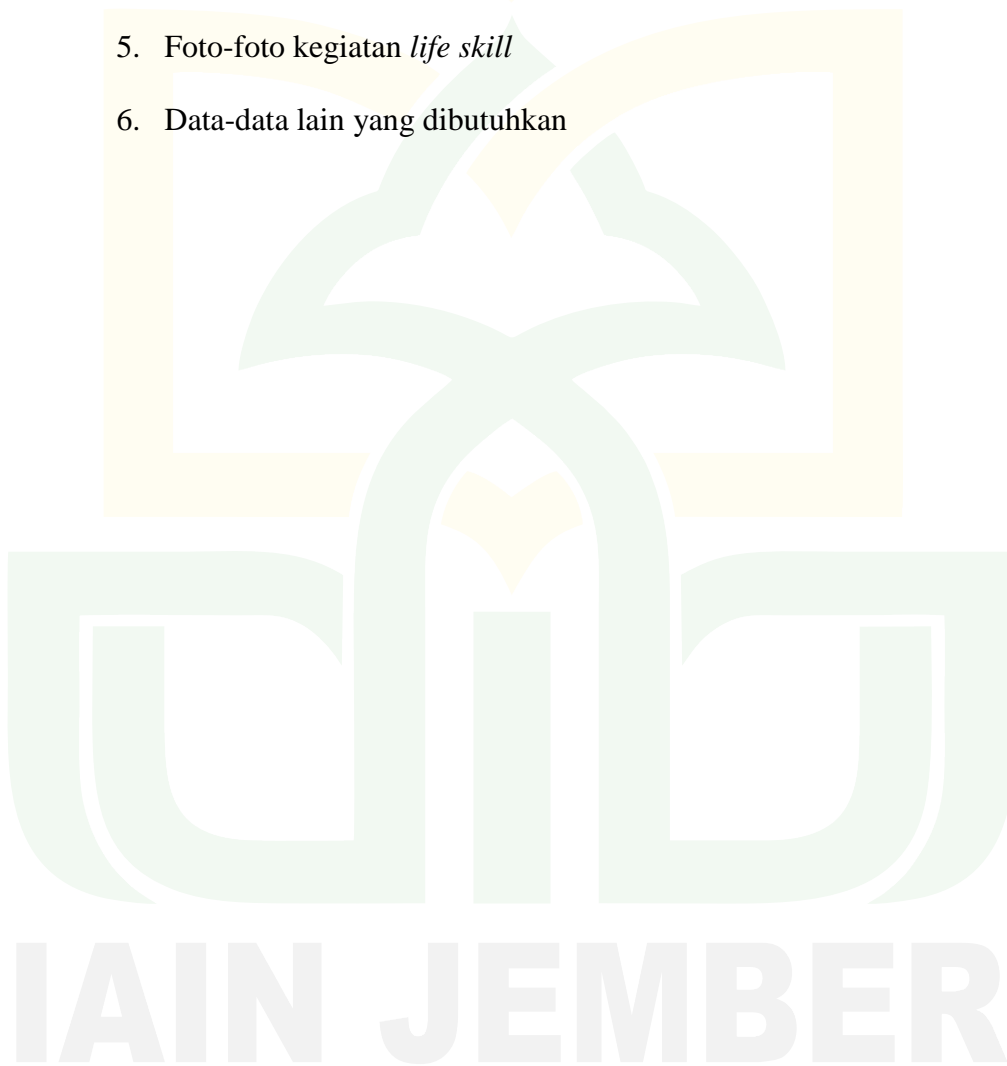 5. Foto-foto kegiatan life skill
6. Data-data lain yang dibutuhkan
IAIN JEMBER